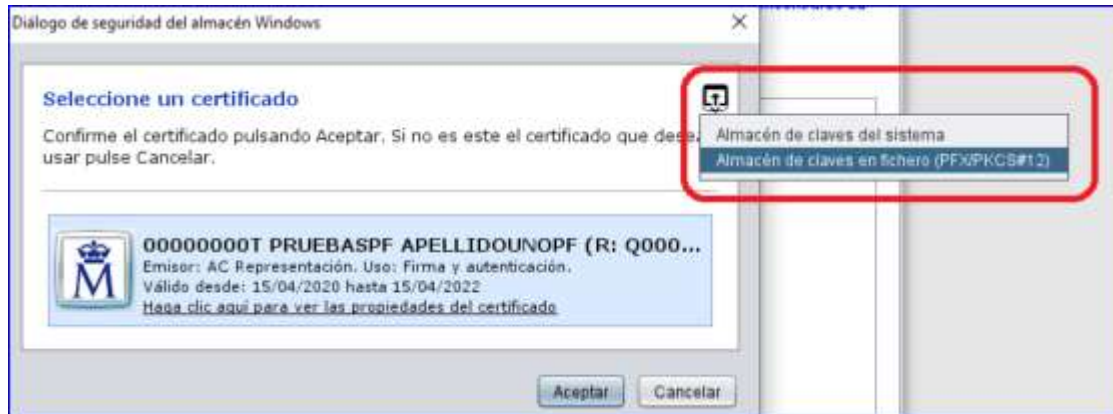 Diálogo de seguridad del almacén Windows
Seleccione un certificado
Confirme el certificado pulsando Aceptar. Si no es este el certificado que dese
usar pulse Cancelar.
Almacén de claves del sistema
Almacén de claves en fichero (PFX/PKCS#12)
00000000T PRUEBASPF APELLIDOUNOPF (R: Q000...
Emisor: AC Representación. Uso: Firma y autenticación.
Válido desde: 15/04/2020 hasta 15/04/2022
Haga clic aquí para ver las propiedades del certificado
Aceptar
Cancelar